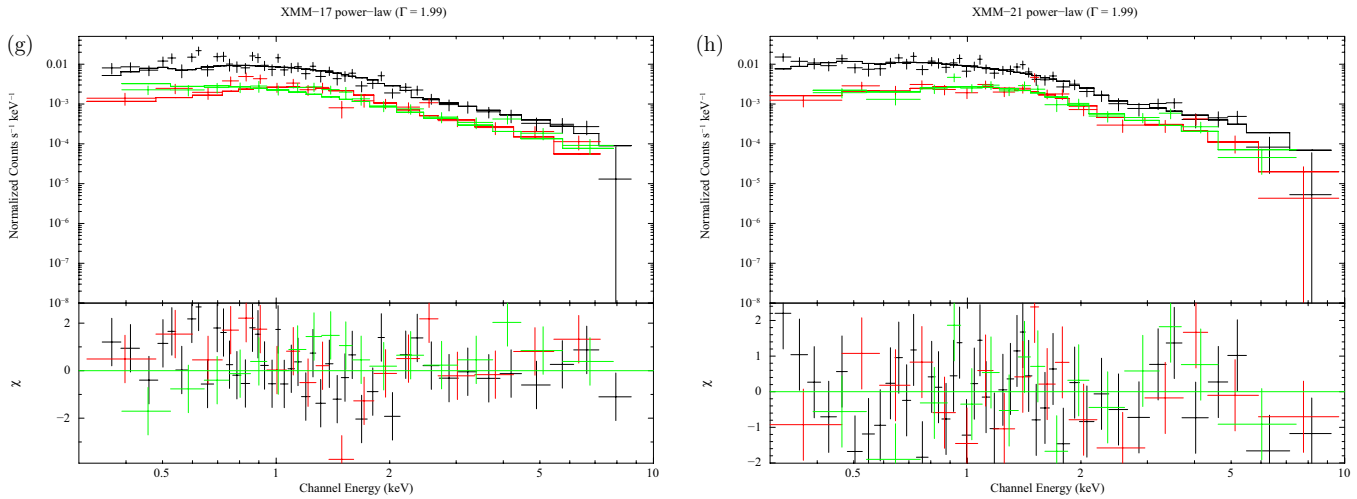 XMM−17 power−law (Γ = 1.99)
(g)
Normalized Counts s⁻¹ keV⁻¹
0.01
10⁻³
10⁻⁴
10⁻⁵
10⁻⁶
10⁻⁷
10⁻⁸
χ
2
0
−2
0.5 1 2 5 10
Channel Energy (keV)
XMM−21 power−law (Γ = 1.99)
(h)
Normalized Counts s⁻¹ keV⁻¹
0.01
10⁻³
10⁻⁴
10⁻⁵
10⁻⁶
10⁻⁷
10⁻⁸
χ
2
1
0
−1
−2
0.5 1 2 5 10
Channel Energy (keV)